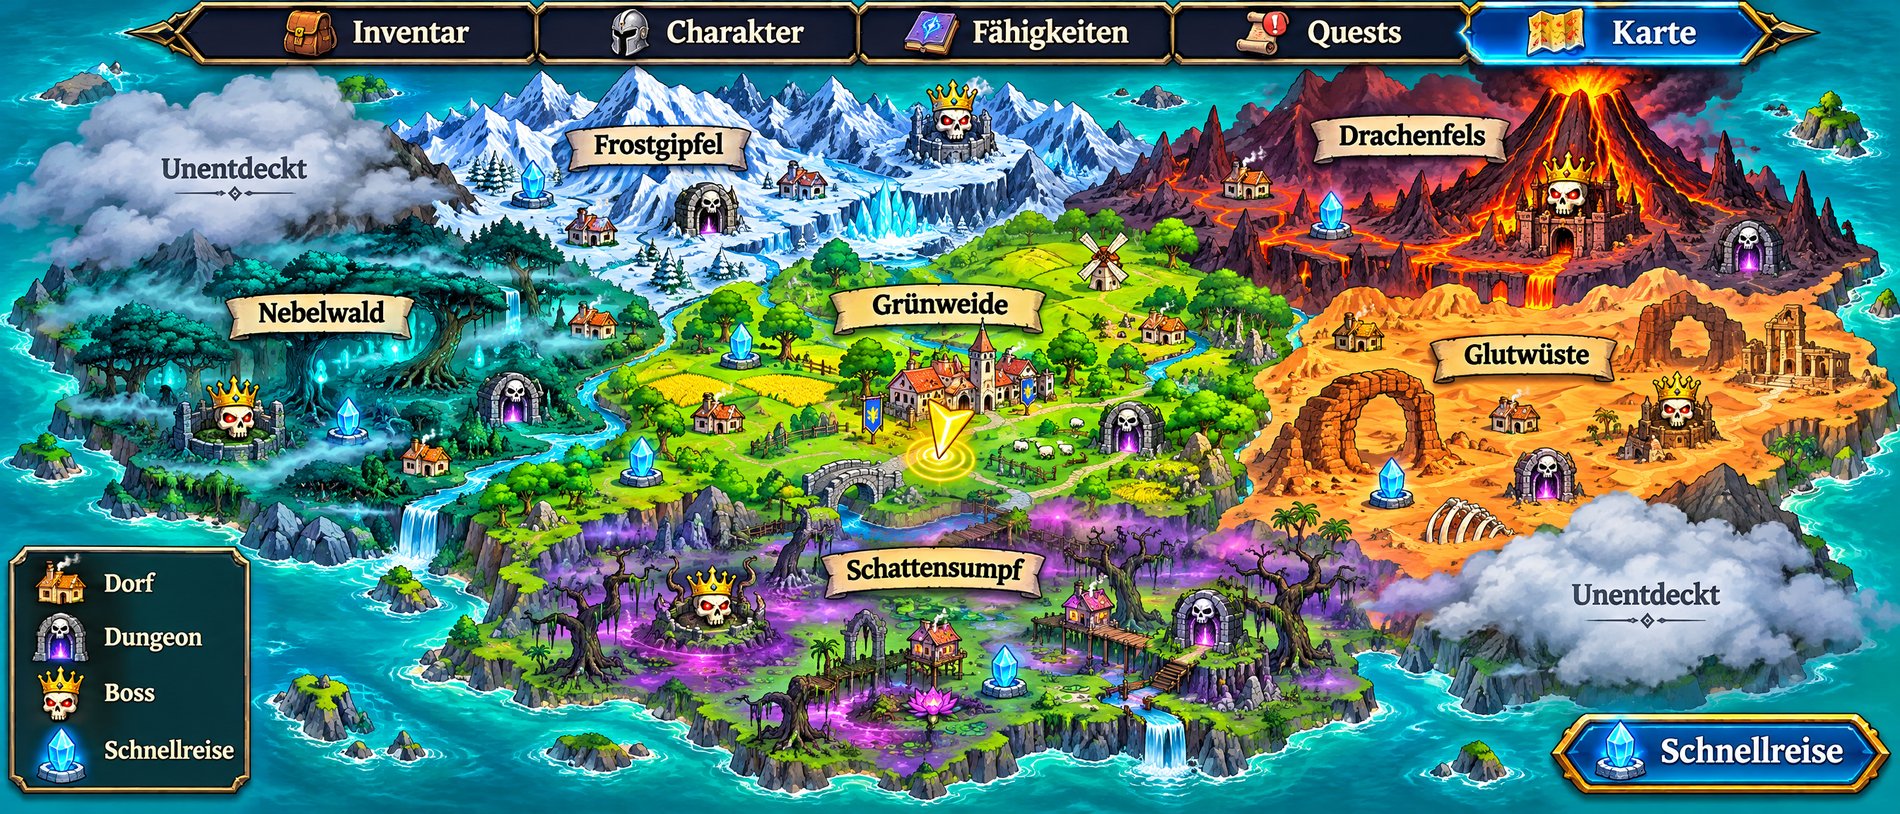 Inventar
Charakter
Fähigkeiten
Quests
Karte
Unentdeckt
Frostgipfel
Drachenfels
Nebelwald
Grünweide
Glutwüste
Schattensumpf
Unentdeckt
Dorf
Dungeon
Boss
Schnellreise
Schnellreise